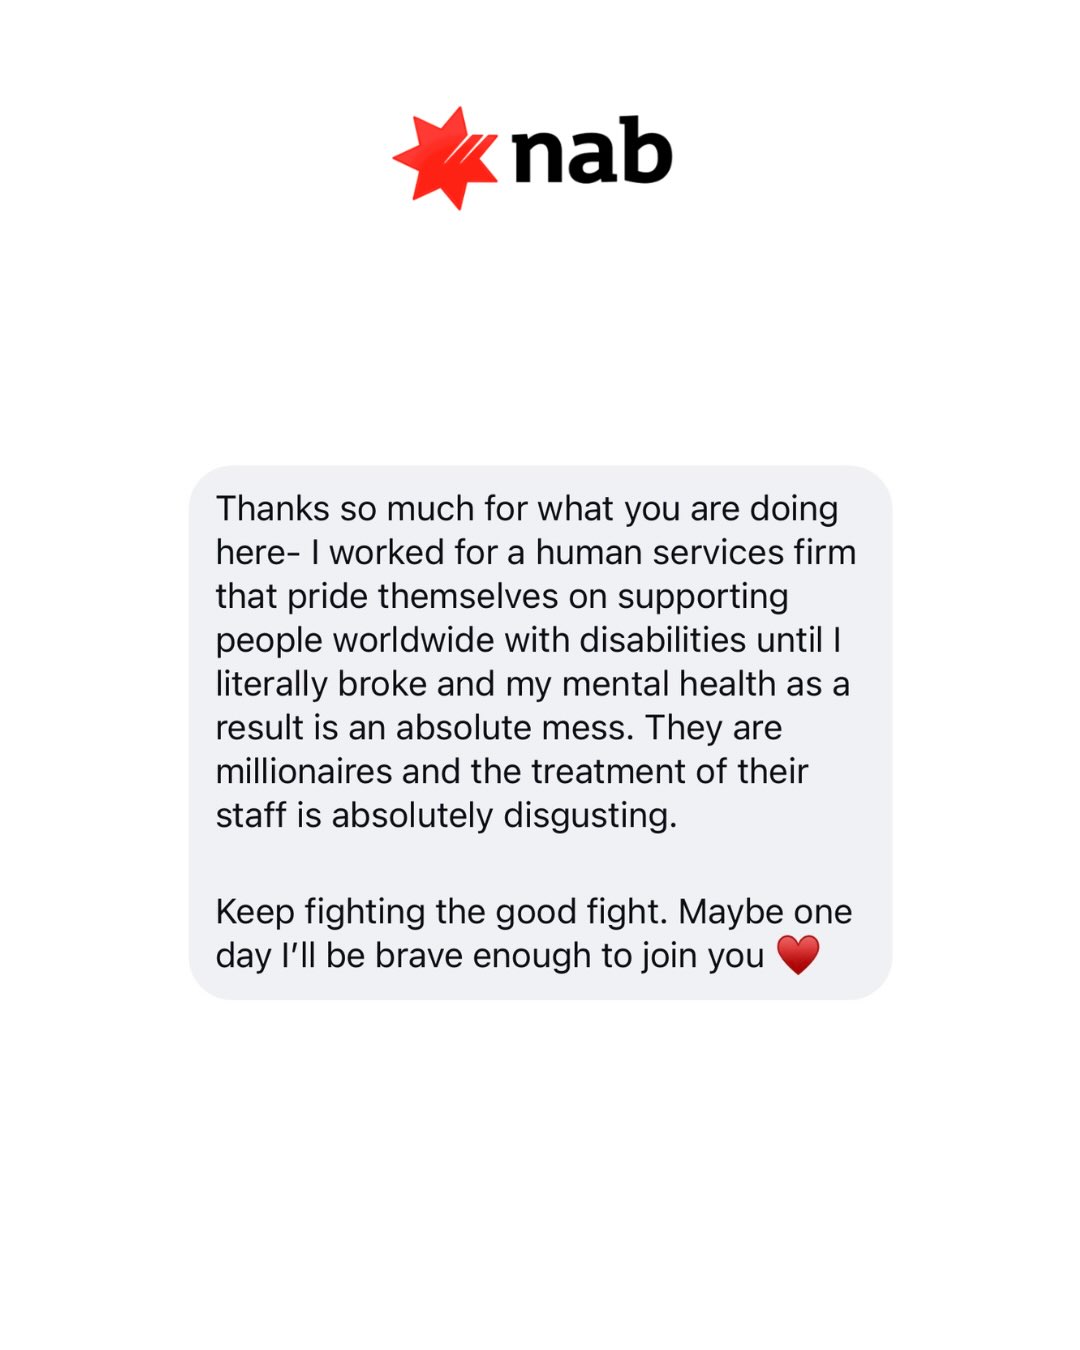 nab
Thanks so much for what you are doing
here- I worked for a human services firm
that pride themselves on supporting
people worldwide with disabilities until I
literally broke and my mental health as a
result is an absolute mess. They are
millionaires and the treatment of their
staff is absolutely disgusting.
Keep fighting the good fight. Maybe one
day I’ll be brave enough to join you ♥️